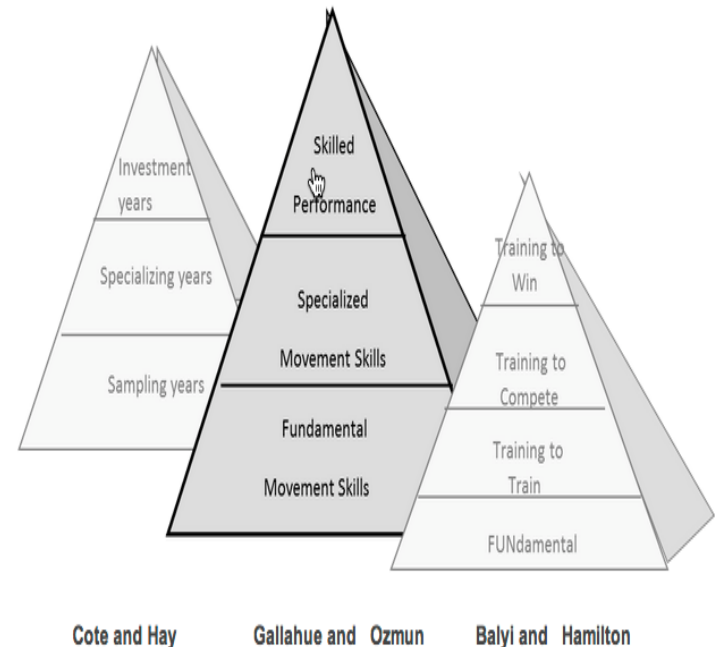 Investment
years
Specializing years
Sampling years
Skilled
Performance
Specialized
Movement Skills
Fundamental
Movement Skills
Training to
Win
Training to
Compete
Training to
Train
FUNdamental
Cote and Hay
Gallahue and Ozmun
Balyi and Hamilton